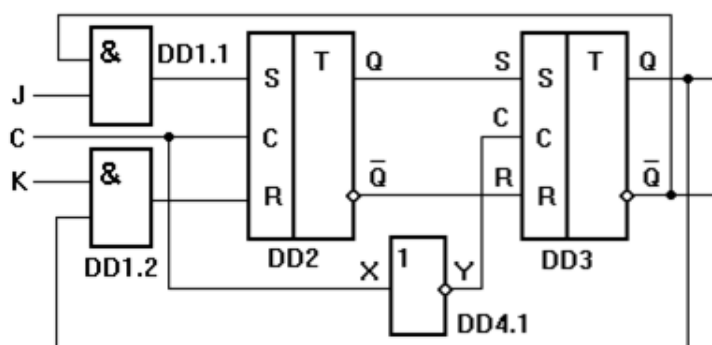 & DD1.1
J
C
K
& DD1.2
S T Q
C
R Q̅
DD2
X 1 Y
DD4.1
S S T Q
C C
R R Q̅
DD3